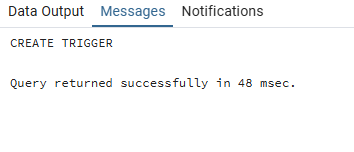 Data Output Messages Notifications
CREATE TRIGGER
Query returned successfully in 48 msec.